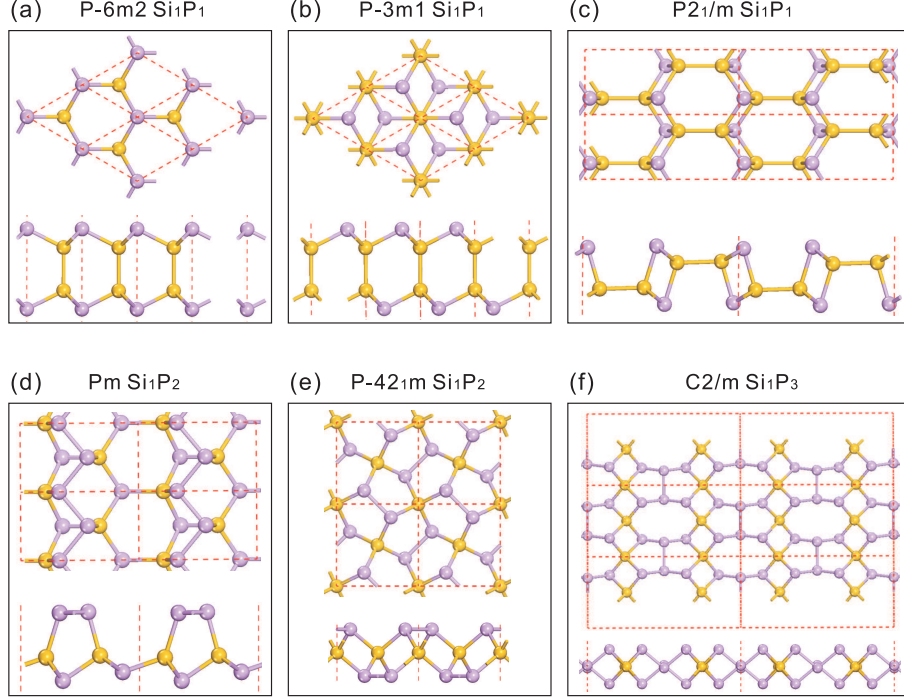 (a) P-6m2 Si₁P₁
(b) P-3m1 Si₁P₁
(c) P2₁/m Si₁P₁
(d) Pm Si₁P₂
(e) P-42₁m Si₁P₂
(f) C2/m Si₁P₃